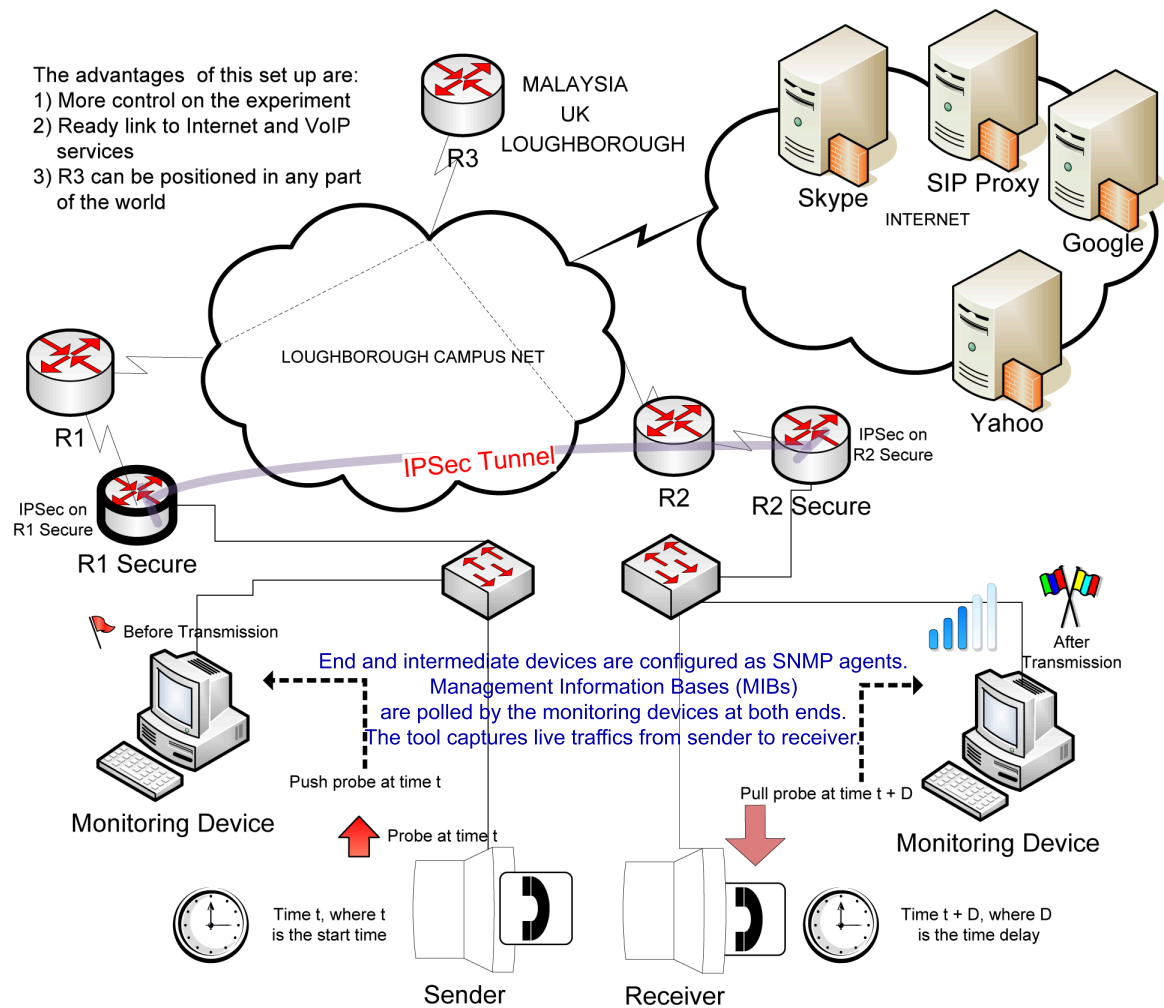 The advantages of this set up are:
1) More control on the experiment
2) Ready link to Internet and VoIP
services
3) R3 can be positioned in any part
of the world
R3
MALAYSIA
UK
LOUGHBOROUGH
Skype
SIP Proxy
INTERNET
Google
Yahoo
LOUGHBOROUGH CAMPUS NET
R1
IPSec Tunnel
R2
IPSec on
R2 Secure
R2 Secure
IPSec on
R1 Secure
R1 Secure
Before Transmission
After
Transmission
End and intermediate devices are configured as SNMP agents.
Management Information Bases (MIBs)
are polled by the monitoring devices at both ends.
The tool captures live traffics from sender to receiver.
Push probe at time t
Pull probe at time t + D
Monitoring Device
Probe at time t
Monitoring Device
Time t, where t
is the start time
Time t + D, where D
is the time delay
Sender
Receiver